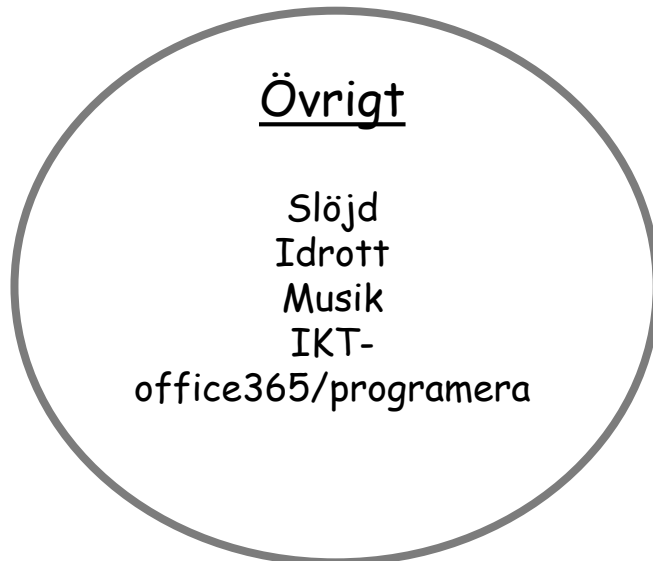 Övrigt
Slöjd
Idrott
Musik
IKT-
office365/programera